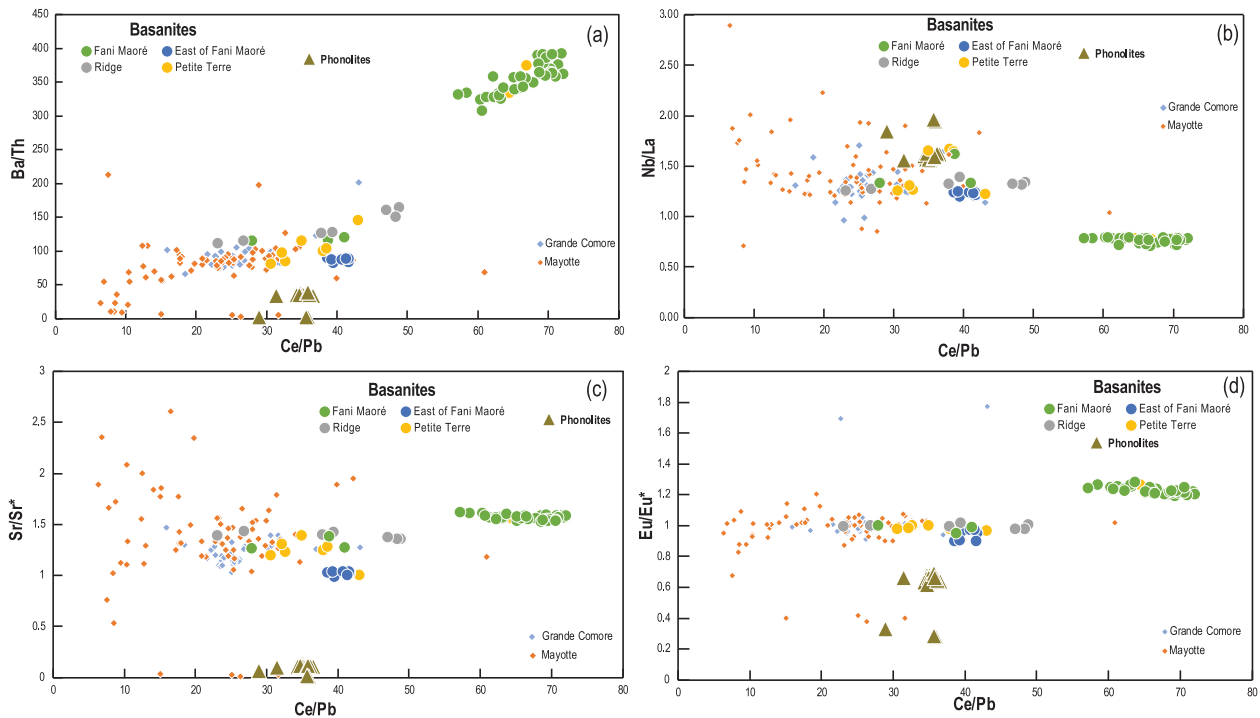 450
400
350
300
250
200
150
100
50
0
Ba/Th
Basanites
Fani Maoré
East of Fani Maoré
Ridge
Petite Terre
Phonolites
(a)
Grande Comore
Mayotte
0 10 20 30 40 50 60 70 80
Ce/Pb
3.00
2.50
2.00
1.50
1.00
0.50
0.00
Nb/La
Basanites
Fani Maoré
East of Fani Maoré
Ridge
Petite Terre
Phonolites
(b)
Grande Comore
Mayotte
0 10 20 30 40 50 60 70 80
Ce/Pb
3
2.5
2
1.5
1
0.5
0
Sr/Sr*
Basanites
Fani Maoré
East of Fani Maoré
Ridge
Petite Terre
Phonolites
(c)
Grande Comore
Mayotte
0 10 20 30 40 50 60 70 80
Ce/Pb
2
1.8
1.6
1.4
1.2
1
0.8
0.6
0.4
0.2
0
Eu/Eu*
Basanites
Fani Maoré
East of Fani Maoré
Ridge
Petite Terre
Phonolites
(d)
Grande Comore
Mayotte
0 10 20 30 40 50 60 70 80
Ce/Pb